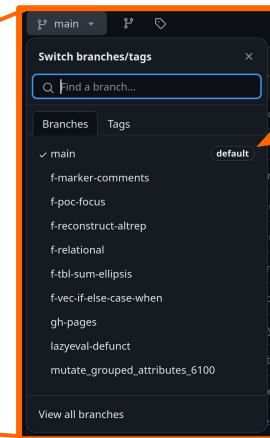 main
Switch branches/tags
Find a branch...
Branches Tags
main default
f-marker-comments
f-poc-focus
f-reconstruct-altrep
f-relational
f-tbl-sum-ellipsis
f-vec-if-else-case-when
gh-pages
lazyeval-defunct
mutate_grouped_attributes_6100
View all branches